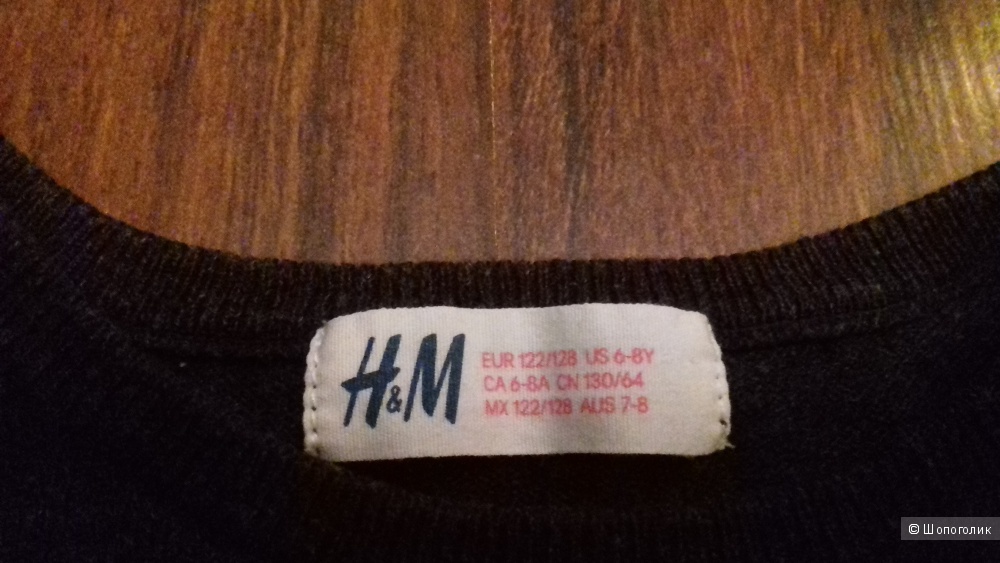 H&M
EUR 122/128 US 6-8Y
CA 6-8A CN 130/64
MX 122/128 AUS 7-8
© Шопоголик